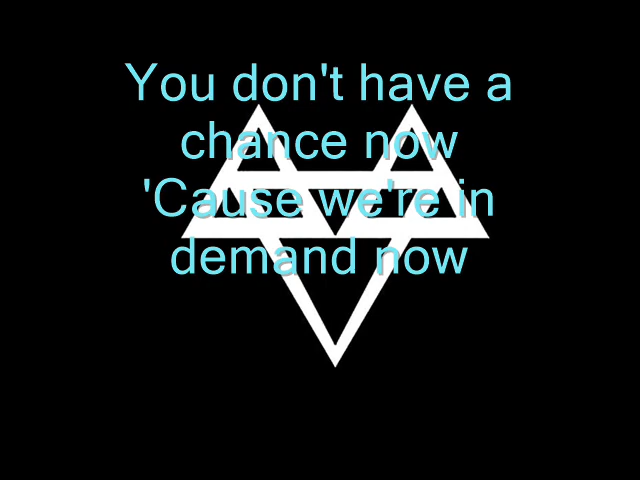 You don't have a
chance now
'Cause we're in
demand now